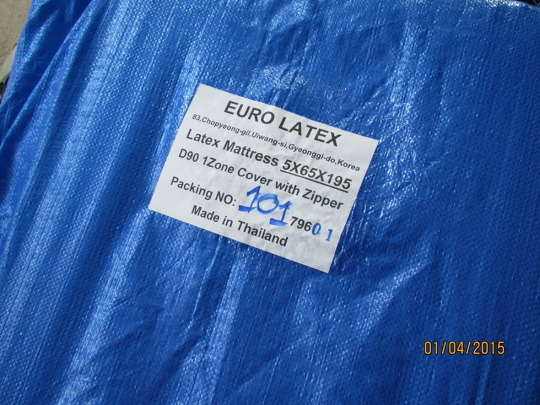 EURO LATEX
83,Chopyeong-gil,Uiwang-si,Gyeonggi-do,Korea
Latex Mattress 5X65X195
D90 1Zone Cover with Zipper
Packing NO: 101 7960 1
Made in Thailand
01/04/2015